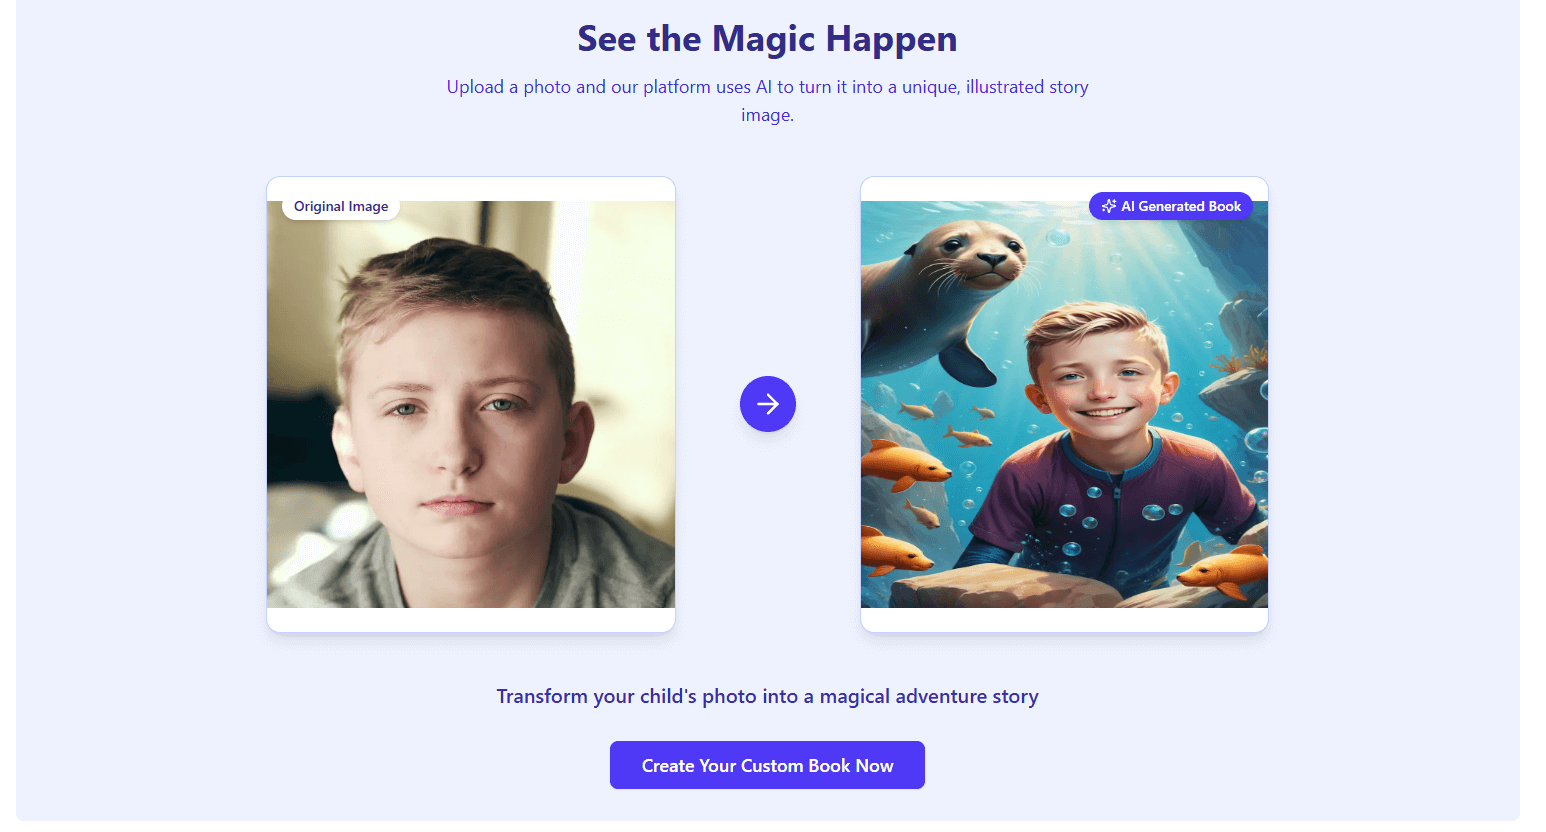 See the Magic Happen
Upload a photo and our platform uses AI to turn it into a unique, illustrated story
image.
Original Image
AI Generated Book
Transform your child's photo into a magical adventure story
Create Your Custom Book Now